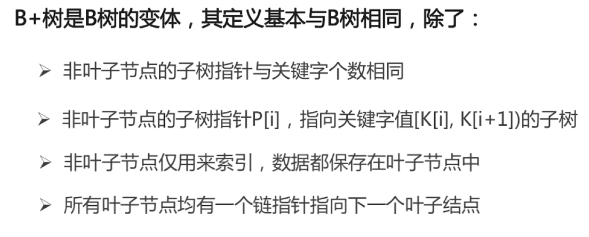 B+树是B树的变体，其定义基本与B树相同，除了：
➢ 非叶子节点的子树指针与关键字个数相同
➢ 非叶子节点的子树指针P[i]，指向关键字值[K[i], K[i+1])的子树
➢ 非叶子节点仅用来索引，数据都保存在叶子节点中
➢ 所有叶子节点均有一个链指针指向下一个叶子结点